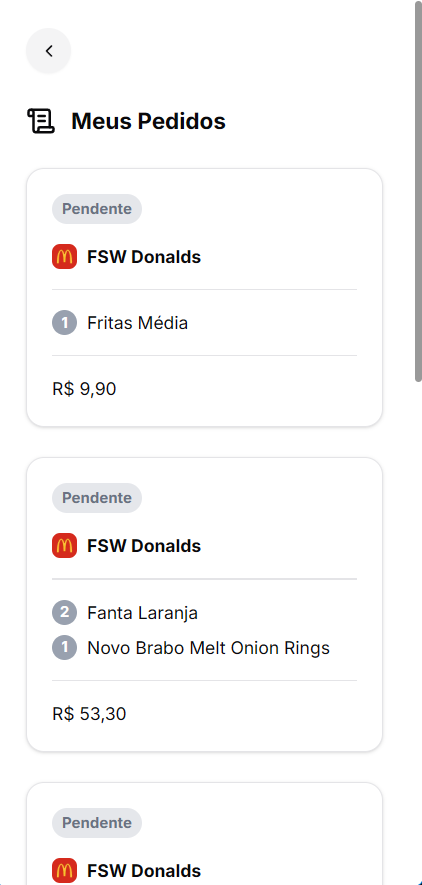 Meus Pedidos
Pendente
FSW Donalds
1 Fritas Média
R$ 9,90
Pendente
FSW Donalds
2 Fanta Laranja
1 Novo Brabo Melt Onion Rings
R$ 53,30
Pendente
FSW Donalds